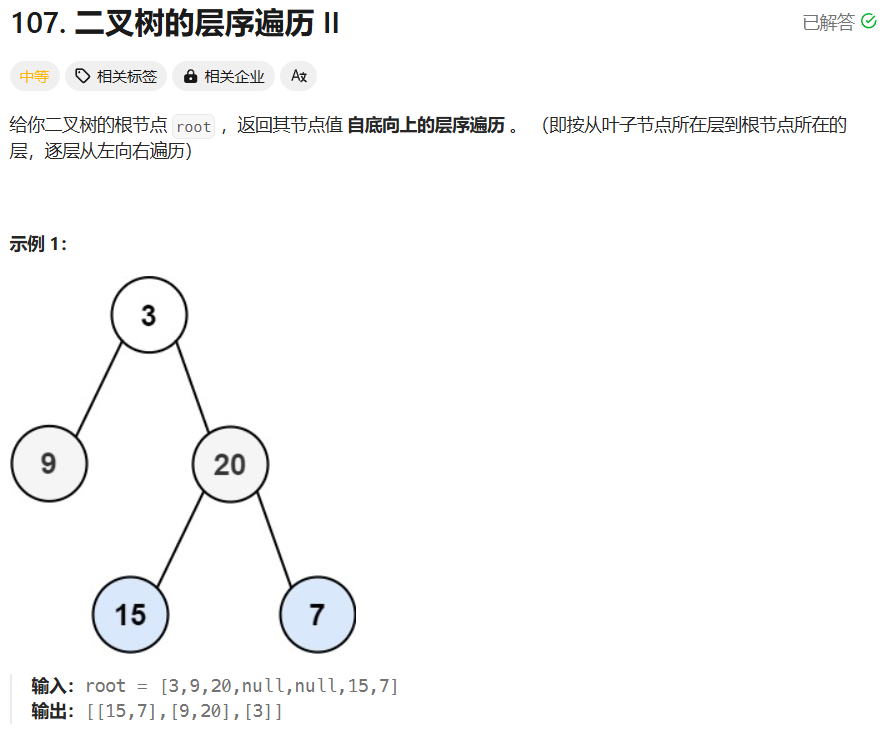 107. 二叉树的层序遍历 II
已解答
中等 相关标签 相关企业 Az
给你二叉树的根节点 root ，返回其节点值 自底向上的层序遍历 。 （即按从叶子节点所在层到根节点所在的
层，逐层从左向右遍历）
示例 1：
3
9
20
15
7
输入：root = [3,9,20,null,null,15,7]
输出：[[15,7],[9,20],[3]]